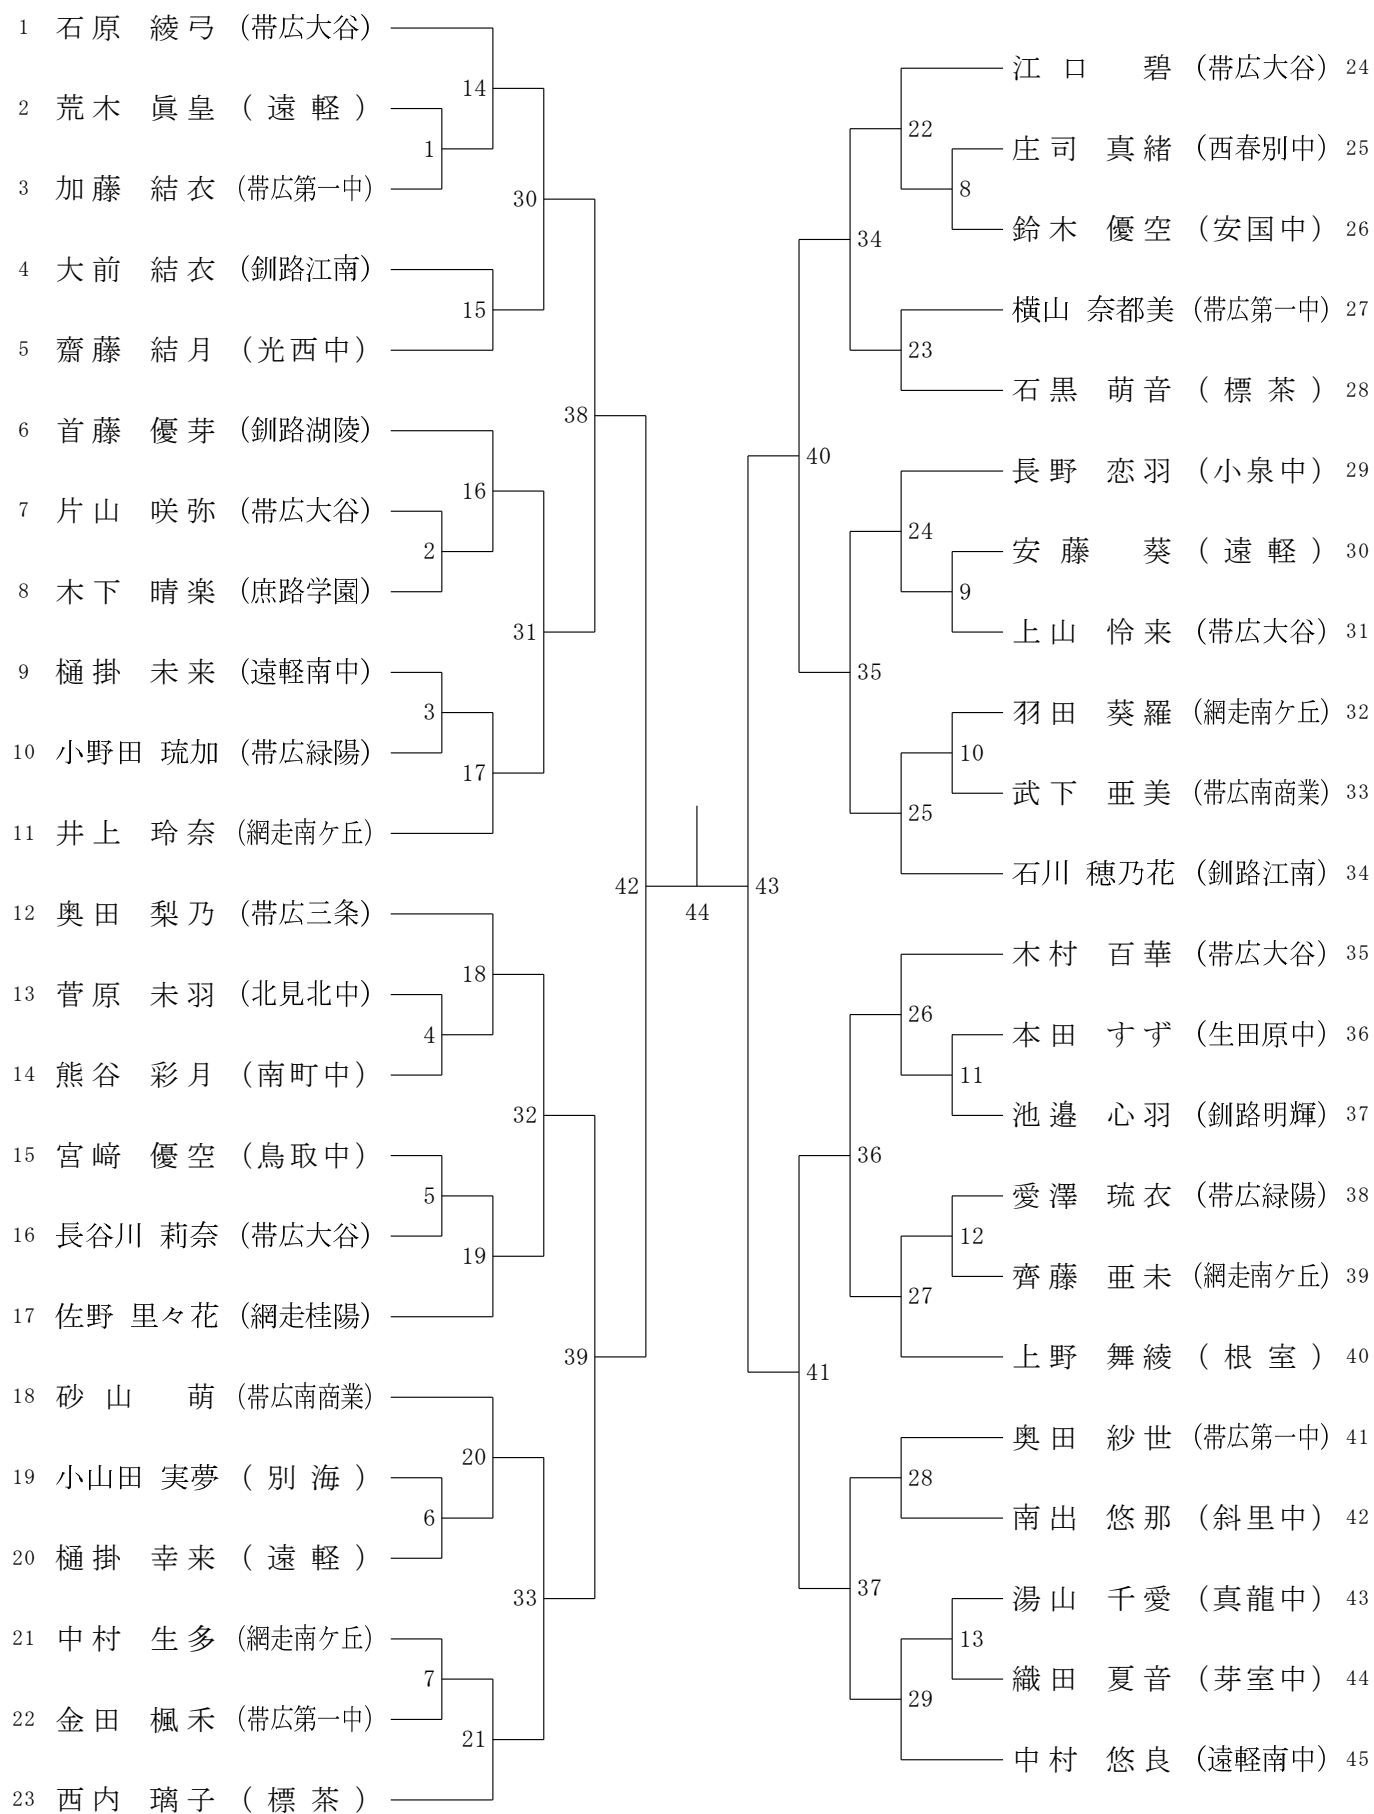 1 石原 綾弓 (帯広大谷)
14
2 荒木 眞皇 (遠軽)
1
3 加藤 結衣 (帯広第一中)
30
4 大前 結衣 (釧路江南)
15
5 齋藤 結月 (光西中)
38
6 首藤 優芽 (釧路湖陵)
16
7 片山 咲弥 (帯広大谷)
2
8 木下 晴楽 (庶路学園)
31
9 樋掛 未来 (遠軽南中)
3
10 小野田 琉加 (帯広緑陽)
17
11 井上 玲奈 (網走南ケ丘)
42
12 奥田 梨乃 (帯広三条)
18
13 菅原 未羽 (北見北中)
4
14 熊谷 彩月 (南町中)
32
15 宮﨑 優空 (鳥取中)
5
16 長谷川 莉奈 (帯広大谷)
19
17 佐野 里々花 (網走桂陽)
39
18 砂山 萌 (帯広南商業)
20
19 小山田 実夢 (別海)
6
20 樋掛 幸来 (遠軽)
33
21 中村 生多 (網走南ケ丘)
7
22 金田 楓禾 (帯広第一中)
21
23 西内 璃子 (標茶)
44
江口 碧 (帯広大谷) 24
22
庄司 真緒 (西春別中) 25
8
鈴木 優空 (安国中) 26
34
横山 奈都美 (帯広第一中) 27
23
石黒 萌音 (標茶) 28
40
長野 恋羽 (小泉中) 29
24
安藤 葵 (遠軽) 30
9
上山 怜来 (帯広大谷) 31
35
羽田 葵羅 (網走南ケ丘) 32
10
武下 亜美 (帯広南商業) 33
25
石川 穂乃花 (釧路江南) 34
43
木村 百華 (帯広大谷) 35
26
本田 すず (生田原中) 36
11
池邉 心羽 (釧路明輝) 37
36
愛澤 琉衣 (帯広緑陽) 38
12
齊藤 亜未 (網走南ケ丘) 39
27
上野 舞綾 (根室) 40
41
奥田 紗世 (帯広第一中) 41
28
南出 悠那 (斜里中) 42
37
湯山 千愛 (真龍中) 43
13
織田 夏音 (芽室中) 44
29
中村 悠良 (遠軽南中) 45